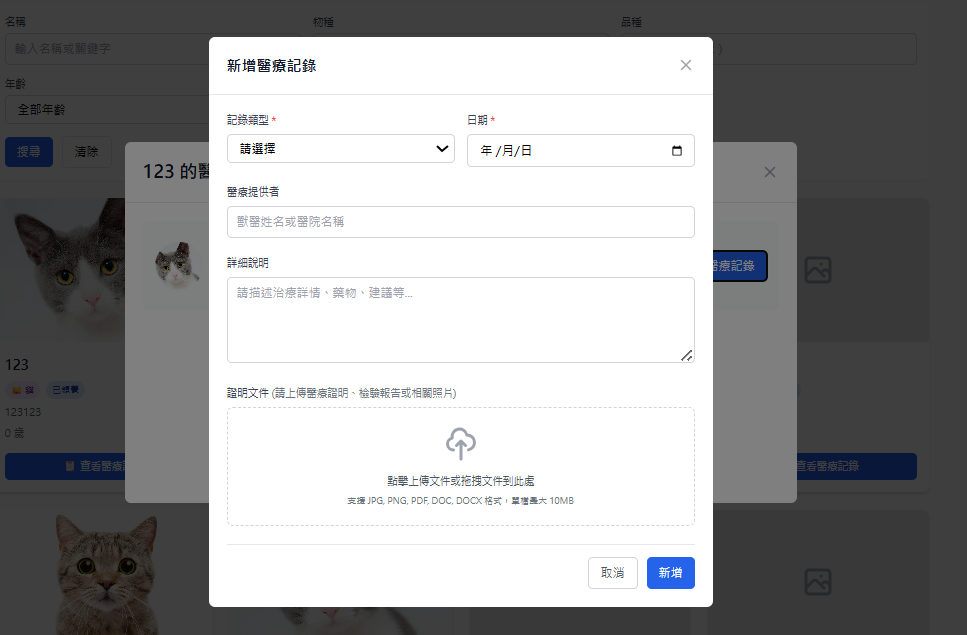 名稱
物種
品種
輸入名稱或關鍵字
年齡
全部年齡
搜尋
清除
123 的醫
新增醫療記錄
記錄類型 *
日期 *
請選擇
年 /月/日
醫療提供者
獸醫姓名或醫院名稱
詳細說明
請描述治療詳情、藥物、建議等...
證明文件 (請上傳醫療證明、檢驗報告或相關照片)
點擊上傳文件或拖拽文件到此處
支援 JPG, PNG, PDF, DOC, DOCX 格式，單檔最大 10MB
取消
新增
醫療記錄
123
貓
已領養
123123
0 歲
查看醫療
查看醫療記錄